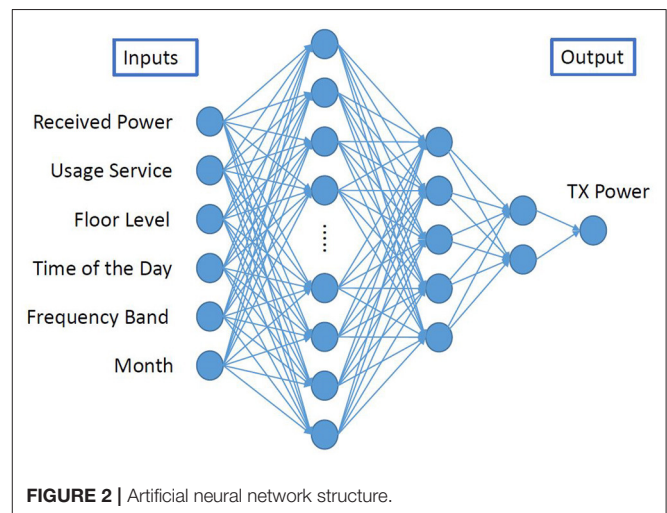 Inputs
Output
Received Power
Usage Service
Floor Level
Time of the Day
Frequency Band
Month
TX Power
FIGURE 2 | Artificial neural network structure.